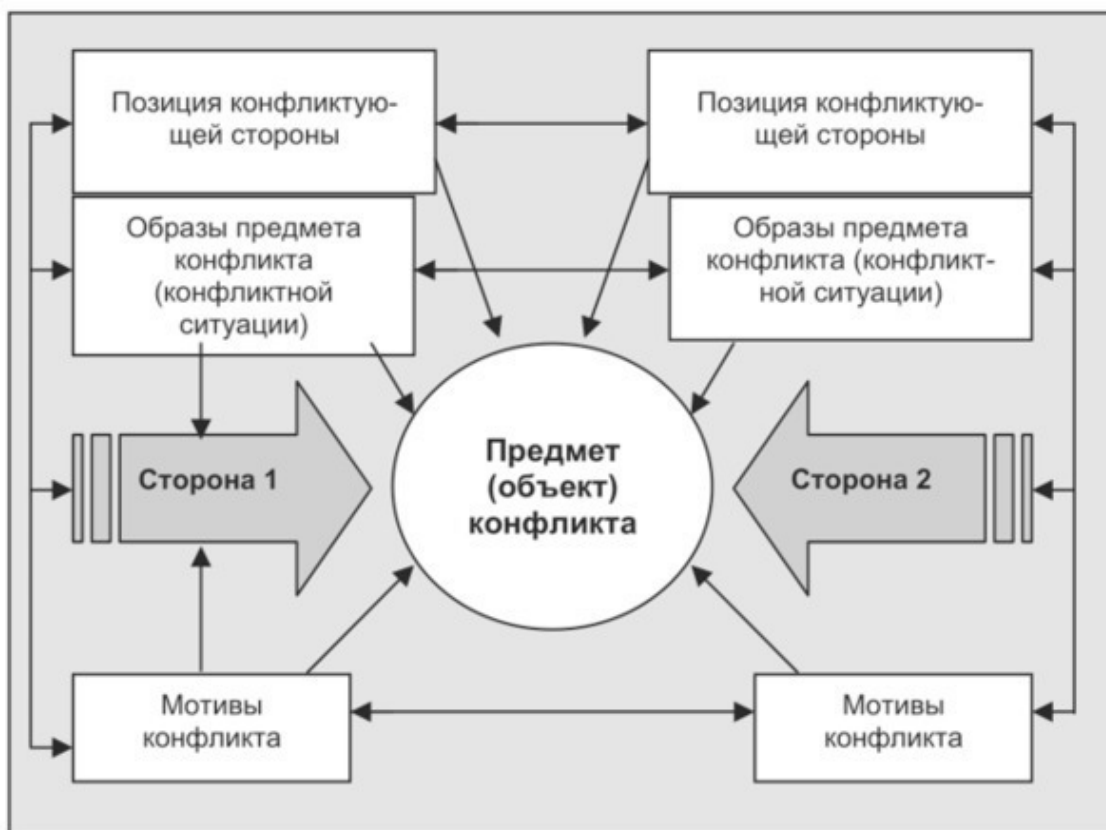 Позиция конфликтую-
щей стороны
Позиция конфликтую-
щей стороны
Образы предмета
конфликта
(конфликтной
ситуации)
Образы предмета
конфликта (конфликт-
ной ситуации)
Сторона 1
Предмет
(объект)
конфликта
Сторона 2
Мотивы
конфликта
Мотивы
конфликта